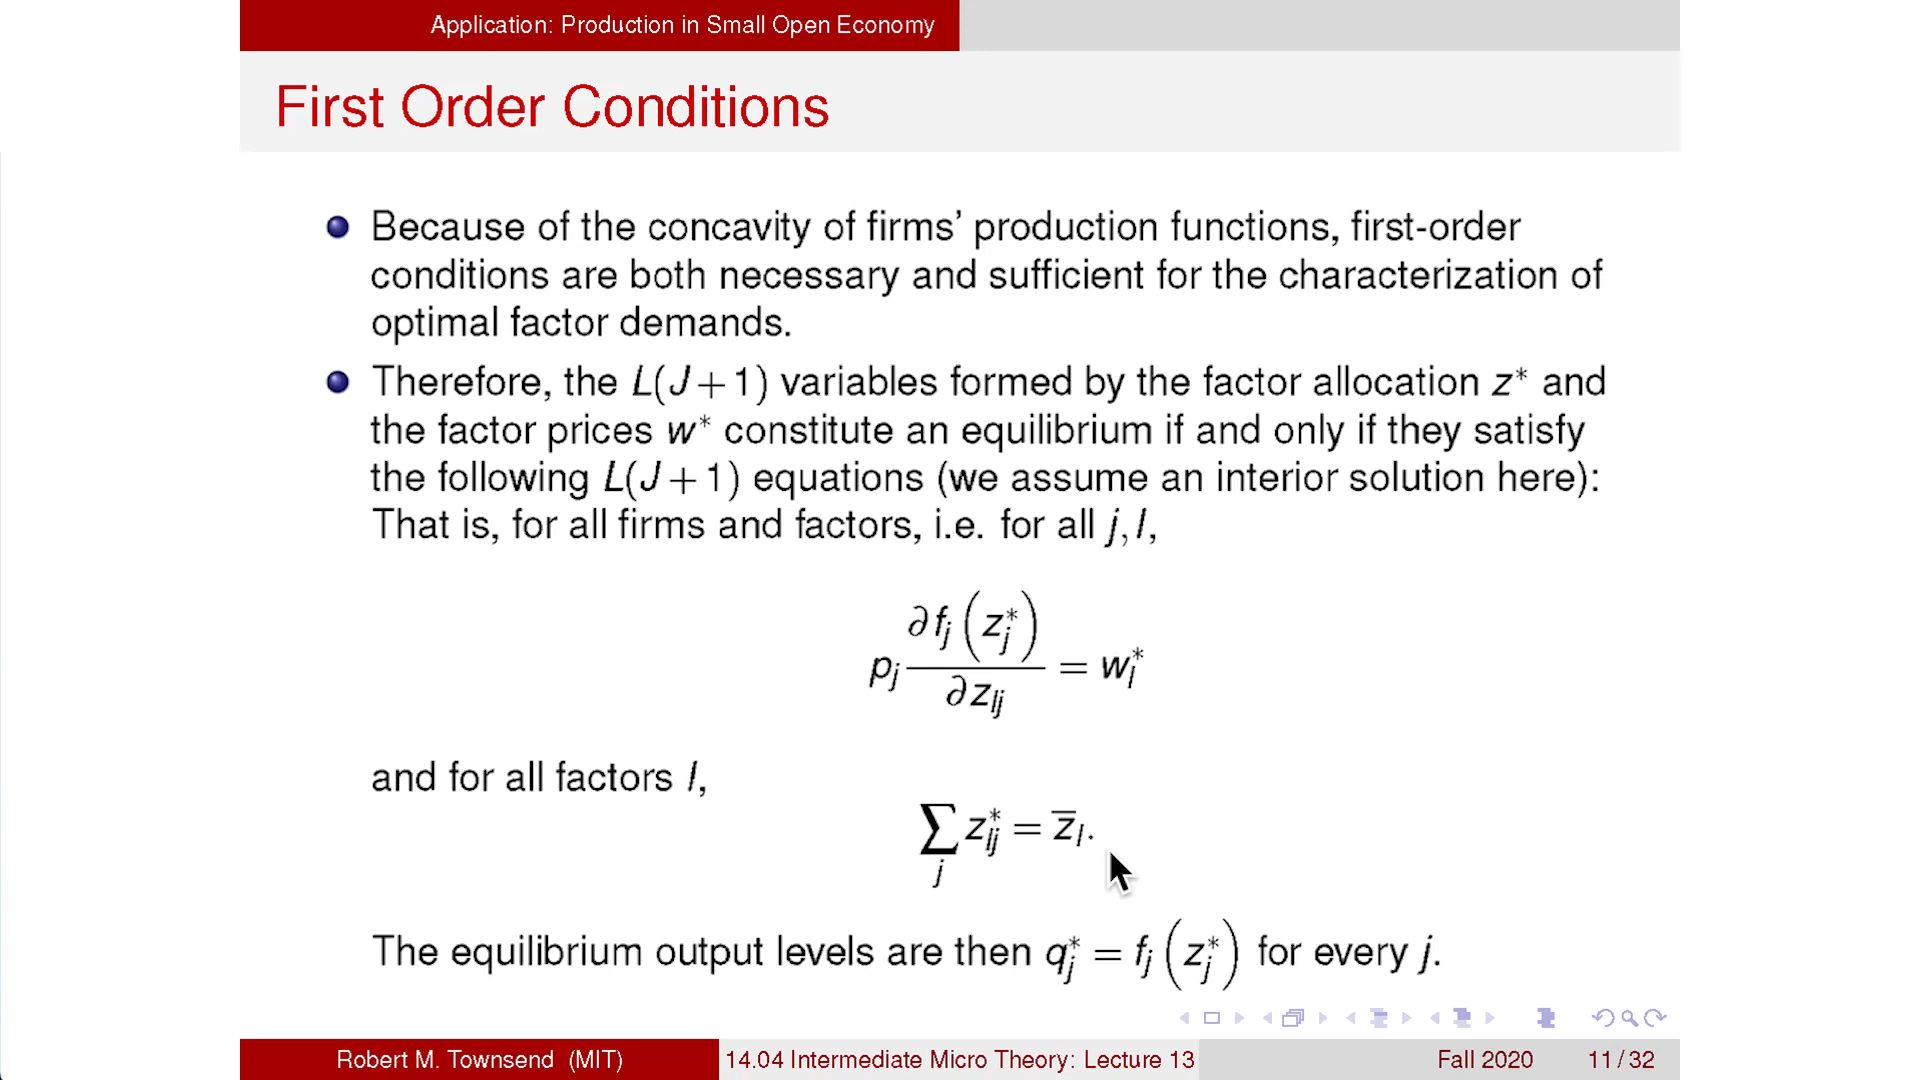 Application: Production in Small Open Economy
First Order Conditions
Because of the concavity of firms' production functions, first-order
conditions are both necessary and sufficient for the characterization of
optimal factor demands.
Therefore, the L(J+1) variables formed by the factor allocation z* and
the factor prices w* constitute an equilibrium if and only if they satisfy
the following L(J+1) equations (we assume an interior solution here):
That is, for all firms and factors, i.e. for all j, l,
p_j ∂f_j(z_j^*) / ∂z_{lj} = w_l^*
and for all factors l,
∑_j z_{lj}^* = z̄_l.
The equilibrium output levels are then q_j^* = f_j(z_j^*) for every j.
Robert M. Townsend (MIT) 14.04 Intermediate Micro Theory: Lecture 13 Fall 2020 11 / 32